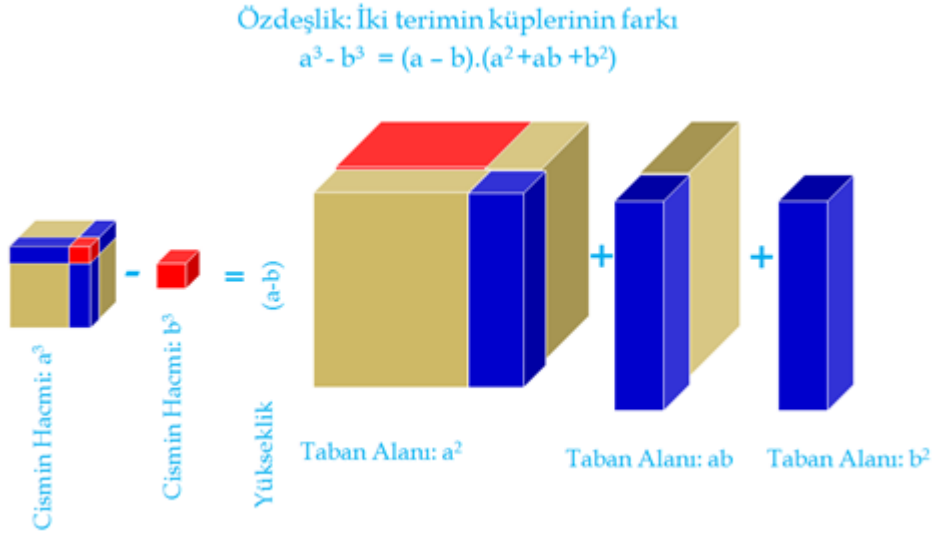 Özdeşlik: İki terimin küplerinin farkı
a³- b³ = (a – b).(a²+ab +b²)
Cismin Hacmi: a³
-
Cismin Hacmi: b³
=
Yükseklik (a-b)
+
+
Taban Alanı: a²
Taban Alanı: ab
Taban Alanı: b²